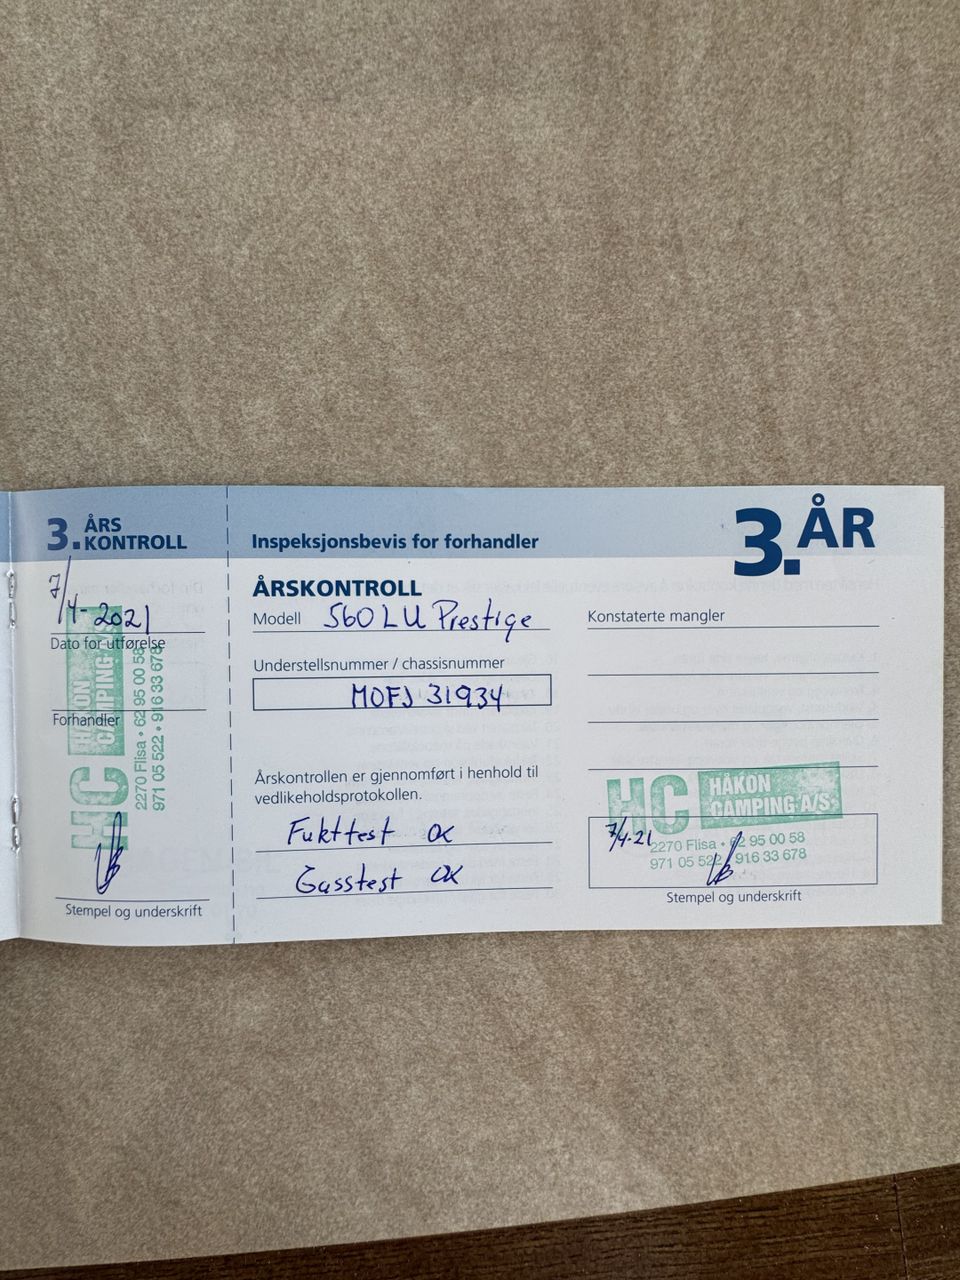 3. ÅRS
KONTROLL
7/4-2021
Dato for utførelse
Forhandler
HC HÅKON
CAMPING A/S
2270 Flisa • 62 95 00 58
971 05 522 • 916 33 678
Stempel og underskrift
Inspeksjonsbevis for forhandler
3. ÅR
ÅRSKONTROLL
Modell 560 LU Prestige
Understellsnummer / chassisnummer
MOFJ 31934
Årskontrollen er gjennomført i henhold til
vedlikeholdsprotokollen.
Fukttest OK
Gasstest OK
Konstaterte mangler
HC HÅKON
CAMPING A/S
7/4-21
2270 Flisa • 62 95 00 58
971 05 522 916 33 678
Stempel og underskrift